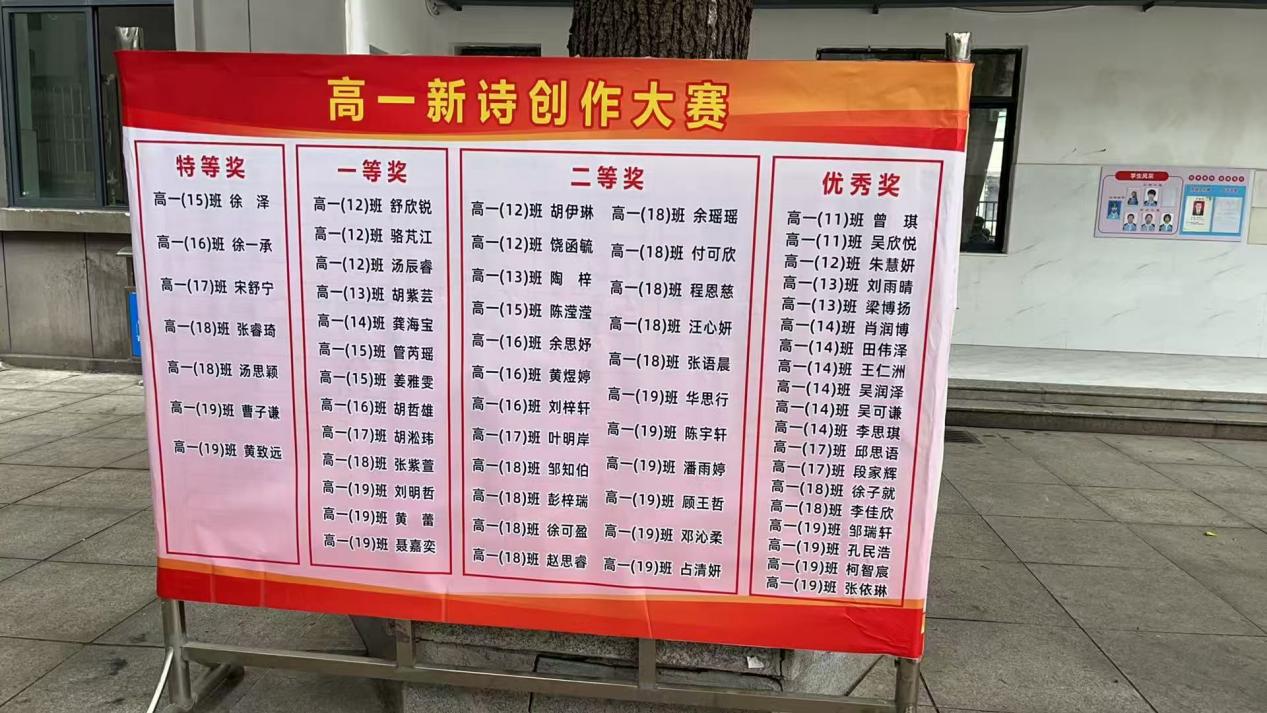 高一新诗创作大赛
特等奖
高一(15)班 徐 泽
高一(16)班 徐一承
高一(17)班 宋舒宁
高一(18)班 张睿琦
高一(18)班 汤思颖
高一(19)班 曹子谦
高一(19)班 黄致远
一等奖
高一(12)班 舒欣锐
高一(12)班 骆芃江
高一(12)班 汤辰睿
高一(13)班 胡紫芸
高一(14)班 龚海宝
高一(15)班 管芮瑶
高一(15)班 姜雅雯
高一(16)班 胡哲雄
高一(17)班 胡淞玮
高一(18)班 张紫萱
高一(19)班 刘明哲
高一(19)班 黄 蕾
高一(19)班 聂嘉奕
二等奖
高一(12)班 胡伊琳
高一(12)班 饶函毓
高一(13)班 陶 梓
高一(15)班 陈滢滢
高一(16)班 余思妤
高一(16)班 黄煜婷
高一(16)班 刘梓轩
高一(17)班 叶明岸
高一(18)班 邹知伯
高一(18)班 彭梓瑞
高一(18)班 徐可盈
高一(18)班 赵思睿
高一(18)班 余瑶瑶
高一(18)班 付可欣
高一(18)班 程恩慈
高一(18)班 汪心妍
高一(18)班 张语晨
高一(19)班 华思行
高一(19)班 陈宇轩
高一(19)班 潘雨婷
高一(19)班 顾王哲
高一(19)班 邓沁柔
高一(19)班 占清妍
优秀奖
高一(11)班 曾 琪
高一(11)班 吴欣悦
高一(12)班 朱慧妍
高一(13)班 刘雨晴
高一(13)班 梁博扬
高一(14)班 肖润博
高一(14)班 田伟泽
高一(14)班 王仁洲
高一(14)班 吴润泽
高一(14)班 吴可谦
高一(14)班 李思琪
高一(17)班 邱思语
高一(17)班 段家辉
高一(18)班 徐子就
高一(18)班 李佳欣
高一(19)班 邹瑞轩
高一(19)班 孔民浩
高一(19)班 柯智宸
高一(19)班 张依琳
学生风采